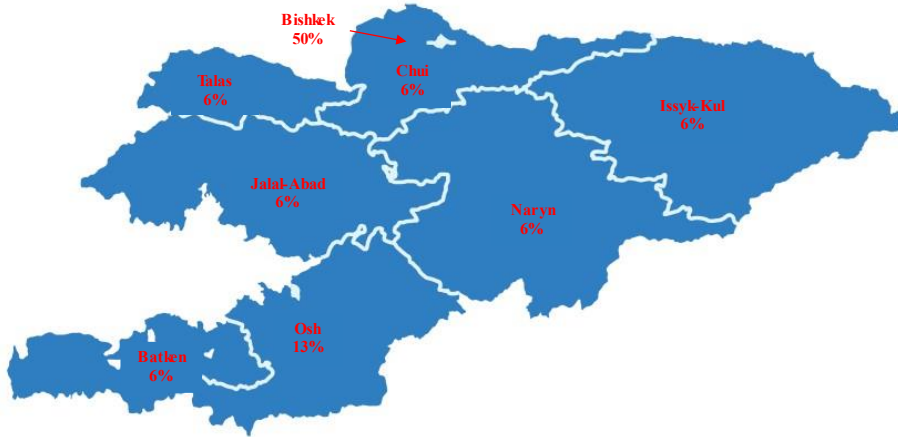 Bishkek
50%
Talas
6%
Chui
6%
Issyk-Kul
6%
Jalal-Abad
6%
Naryn
6%
Osh
13%
Batken
6%